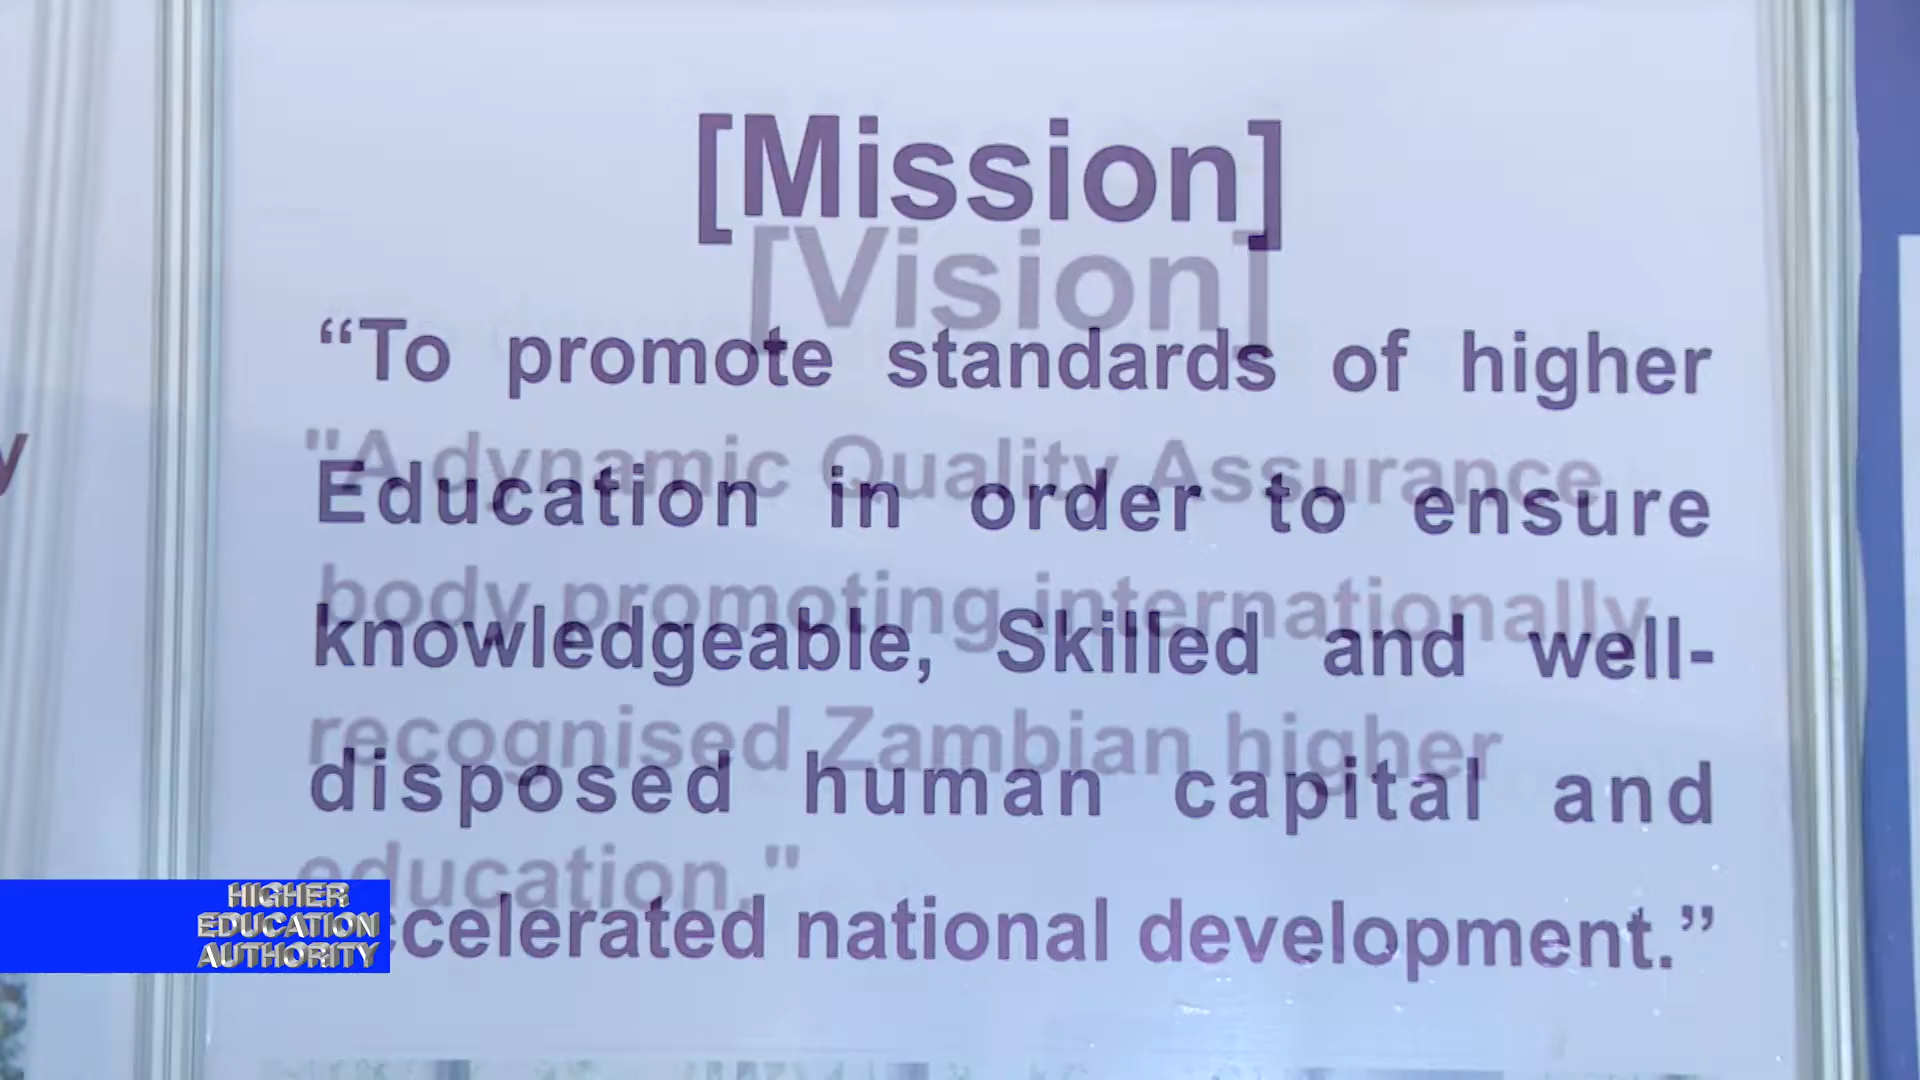 [Mission]
“To promote standards of higher
Education in order to ensure
knowledgeable, Skilled and well-
disposed human capital and
ccelerated national development.”
[Vision]
"A dynamic Quality Assurance
body promoting internationally
recognised Zambian higher
education."
HIGHER
EDUCATION
AUTHORITY
y